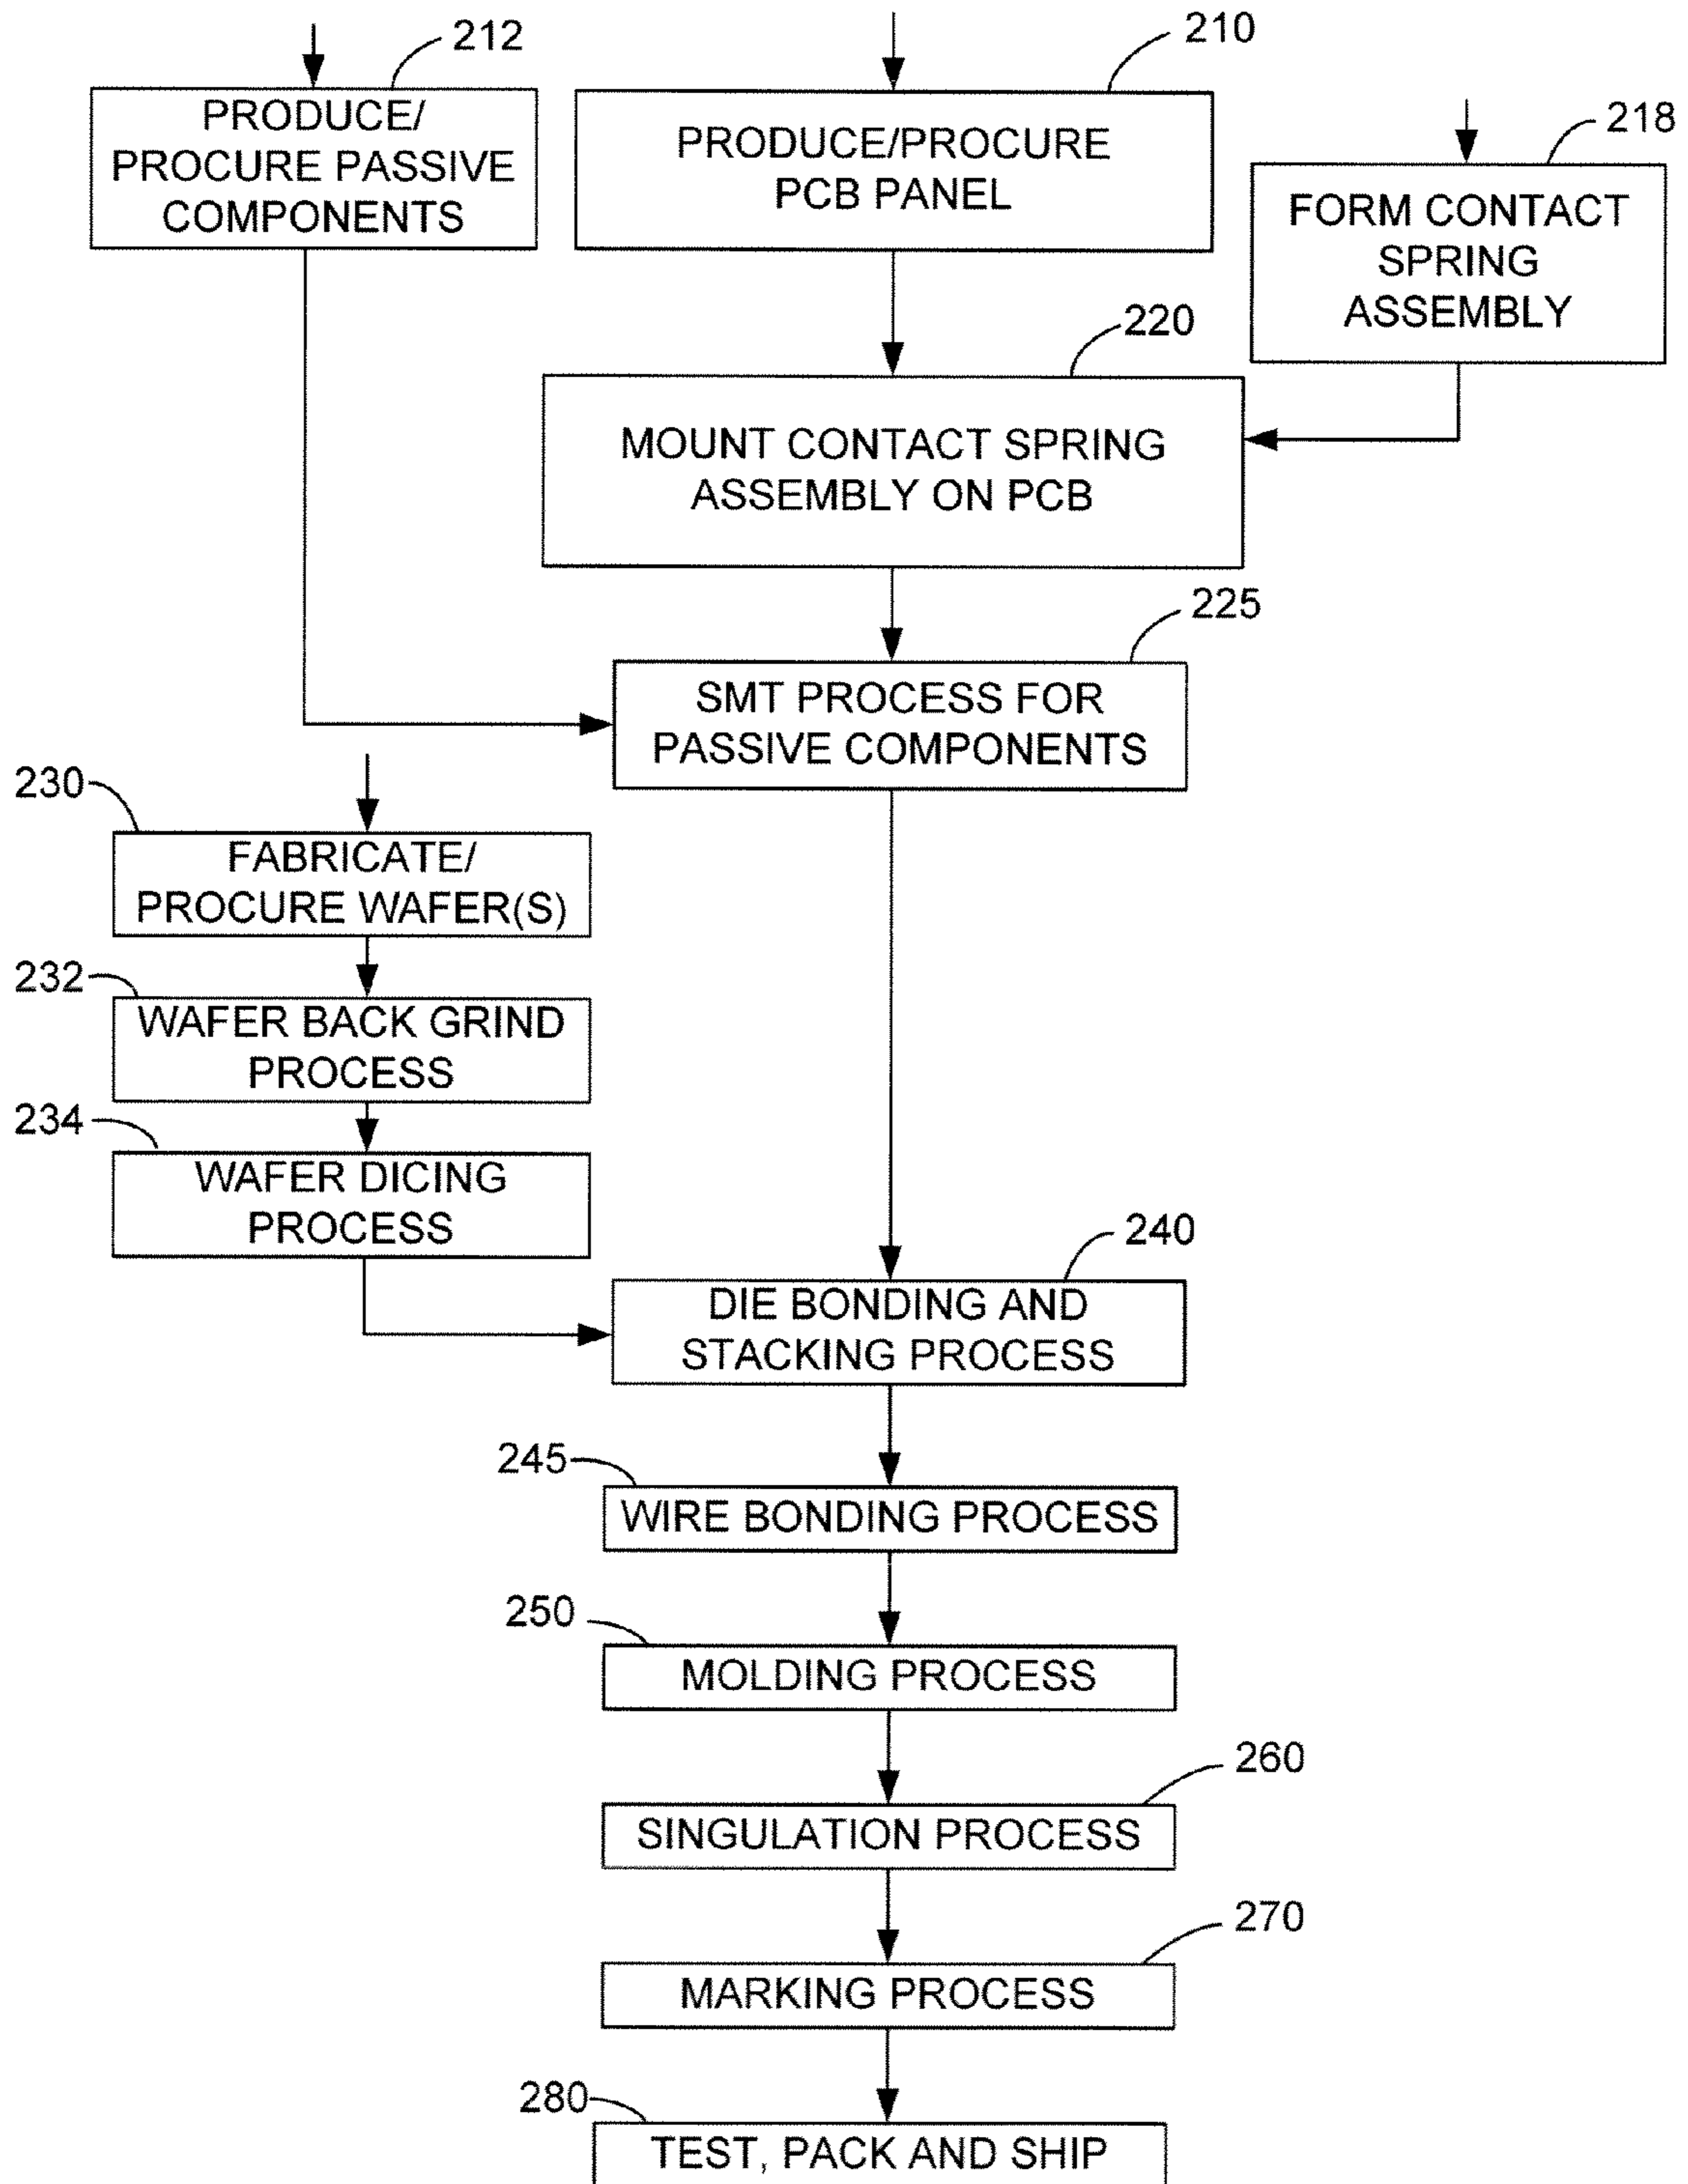 212
PRODUCE/
PROCURE PASSIVE
COMPONENTS
210
PRODUCE/PROCURE
PCB PANEL
218
FORM CONTACT
SPRING
ASSEMBLY
220
MOUNT CONTACT SPRING
ASSEMBLY ON PCB
225
SMT PROCESS FOR
PASSIVE COMPONENTS
230
FABRICATE/
PROCURE WAFER(S)
232
WAFER BACK GRIND
PROCESS
234
WAFER DICING
PROCESS
240
DIE BONDING AND
STACKING PROCESS
245
WIRE BONDING PROCESS
250
MOLDING PROCESS
260
SINGULATION PROCESS
270
MARKING PROCESS
280
TEST, PACK AND SHIP